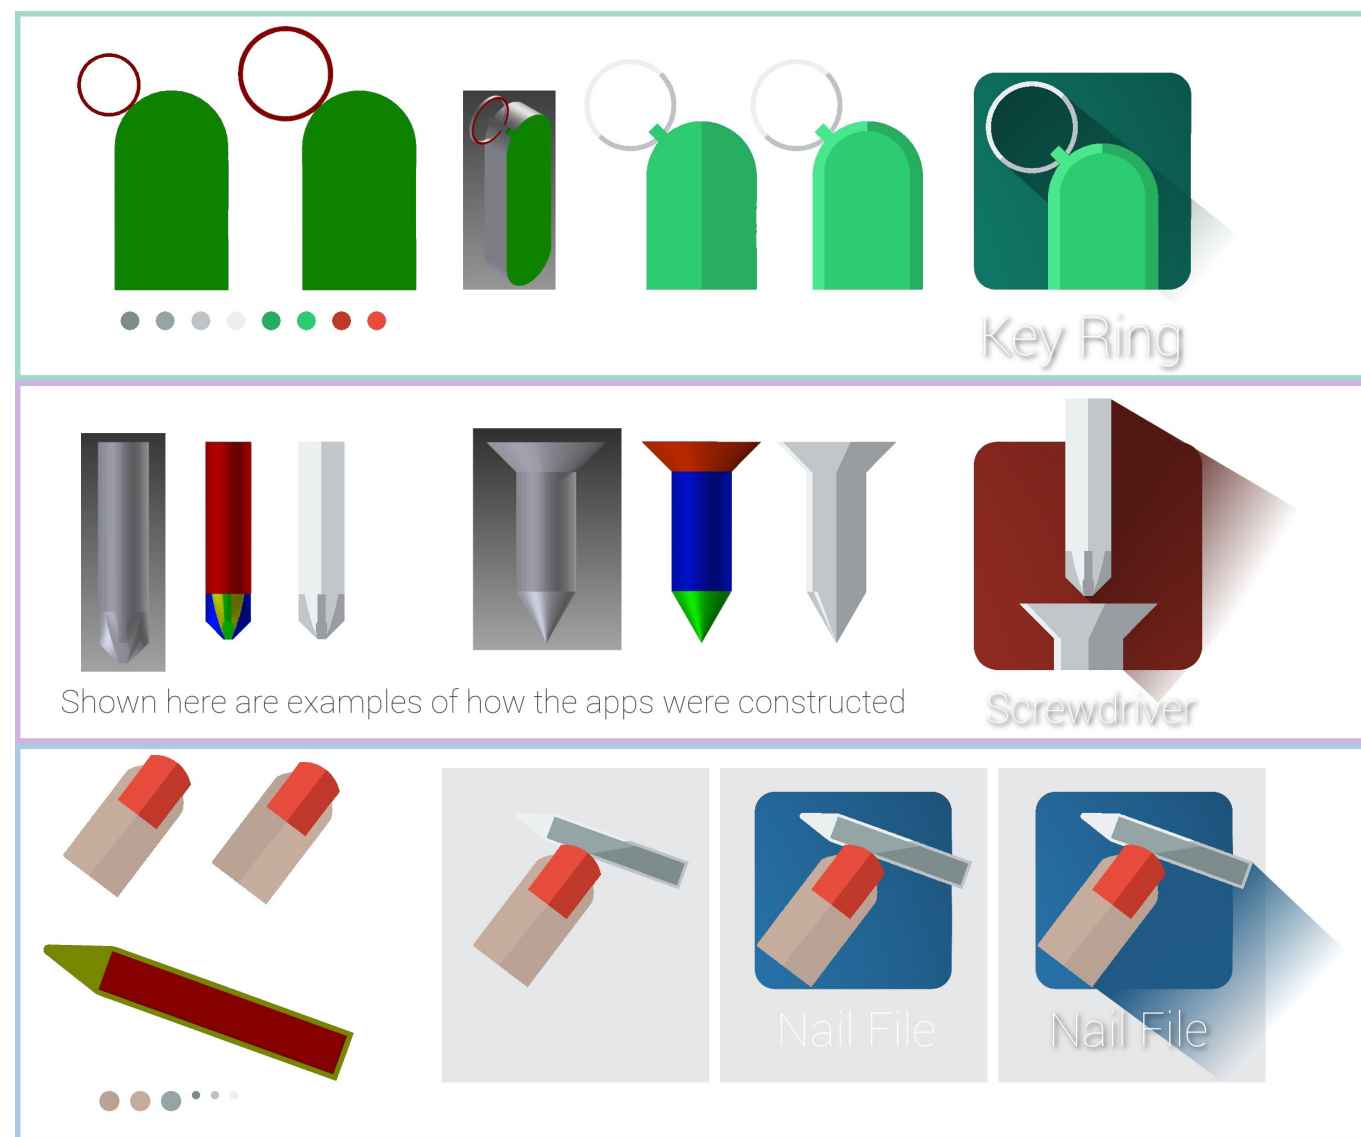 Key Ring
Shown here are examples of how the apps were constructed
Screwdriver
Nail File
Nail File